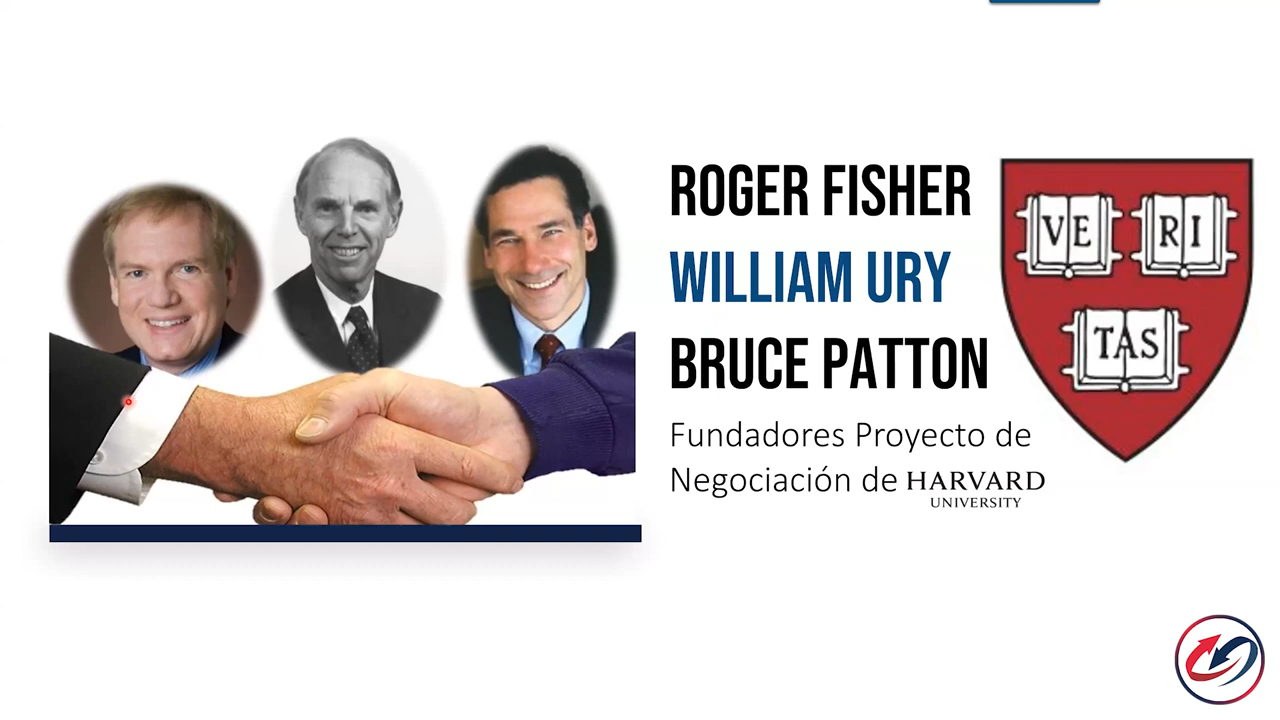 ROGER FISHER
WILLIAM URY
BRUCE PATTON
Fundadores Proyecto de
Negociación de HARVARD
UNIVERSITY
VE RI
TAS